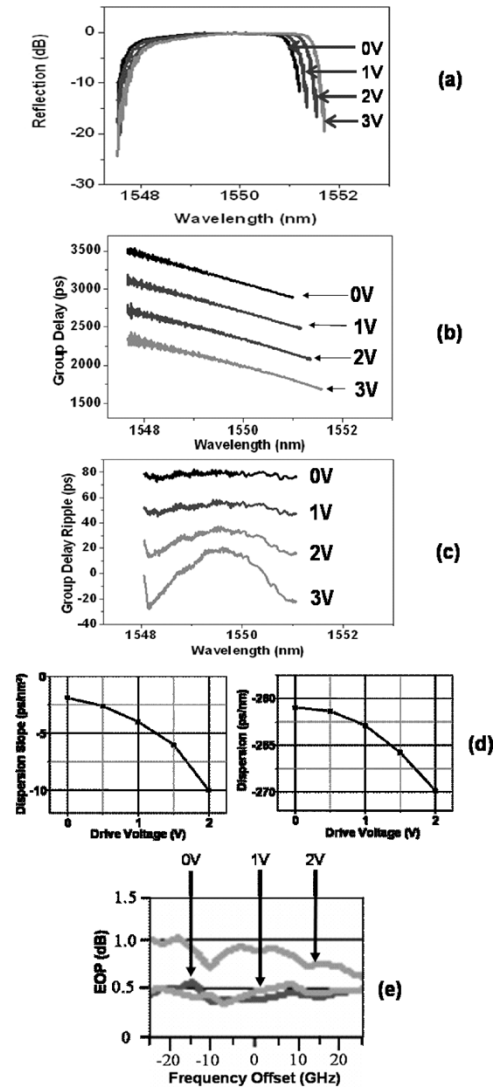 0
-10
-20
-30
Reflection (dB)
0V
1V
2V
3V
1548
1550
1552
Wavelength (nm)
(a)
3500
3000
2500
2000
1500
Group Delay (ps)
0V
1V
2V
3V
1548
1550
1552
Wavelength (nm)
(b)
80
60
40
20
0
-20
-40
Group Delay Ripple (ps)
0V
1V
2V
3V
1548
1550
1552
Wavelength (nm)
(c)
0
-5
-10
Dispersion Slope (ps/nm²)
0
1
2
Drive Voltage (V)
-260
-265
-270
Dispersion (ps/nm)
0
1
2
Drive Voltage (V)
(d)
0V
1V
2V
1.5
1.0
0.5
0
EOP (dB)
-20
-10
0
10
20
Frequency Offset (GHz)
(e)